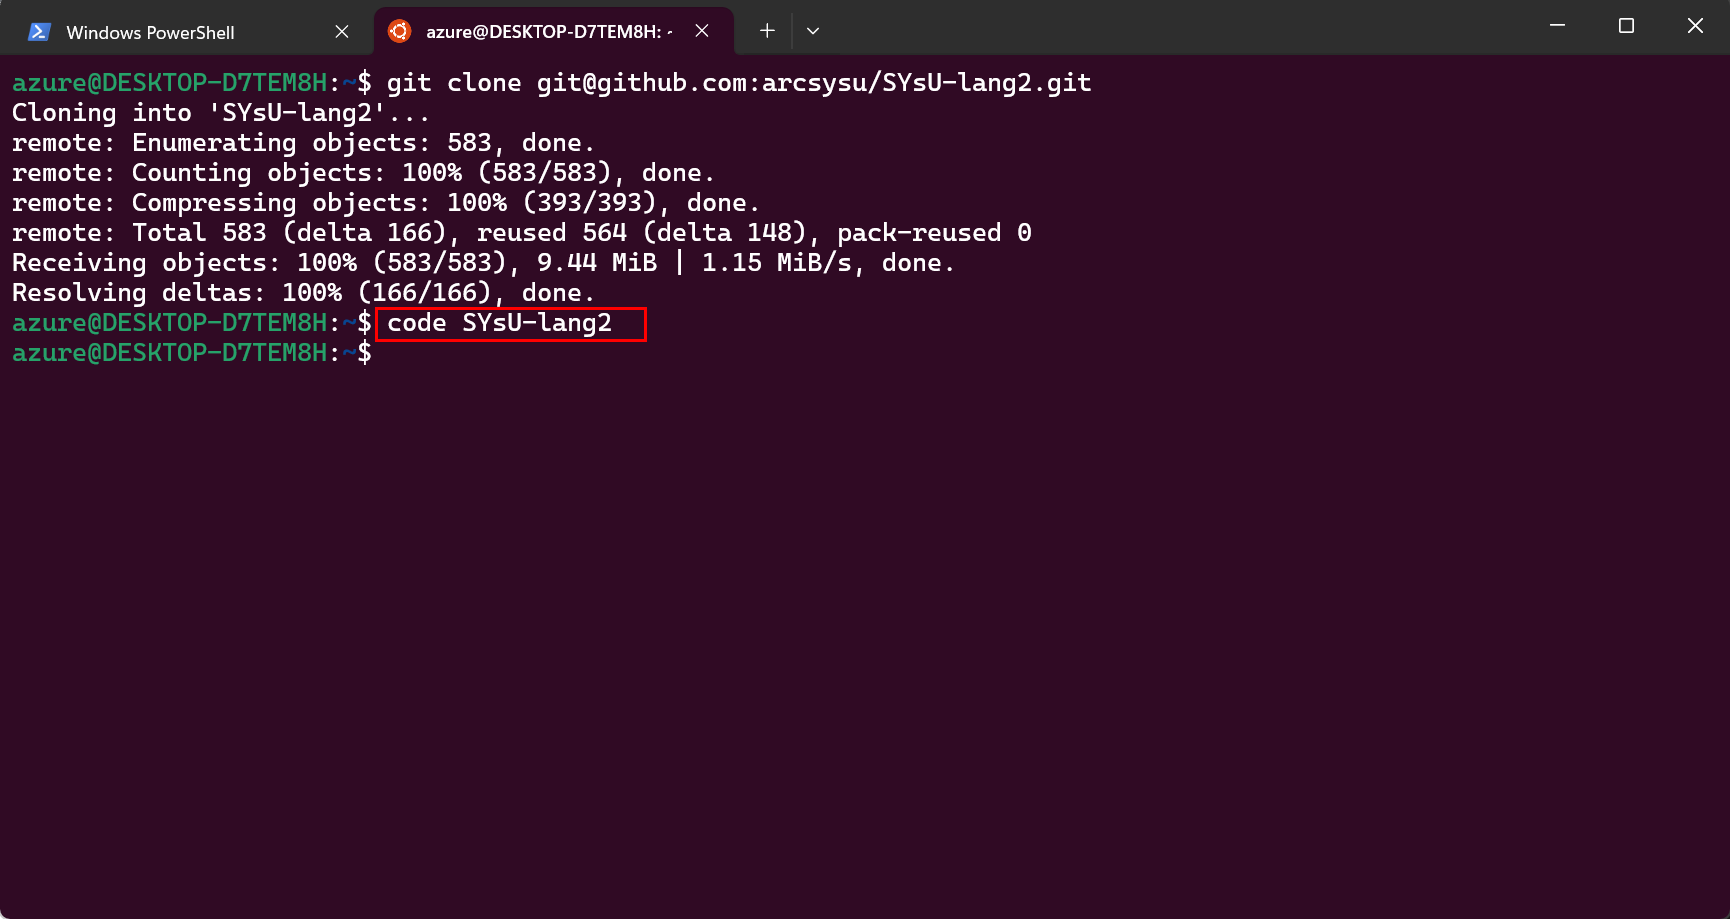 Windows PowerShell
azure@DESKTOP-D7TEM8H: ~
azure@DESKTOP-D7TEM8H:~$ git clone git@github.com:arcsysu/SYsU-lang2.git
Cloning into 'SYsU-lang2'...
remote: Enumerating objects: 583, done.
remote: Counting objects: 100% (583/583), done.
remote: Compressing objects: 100% (393/393), done.
remote: Total 583 (delta 166), reused 564 (delta 148), pack-reused 0
Receiving objects: 100% (583/583), 9.44 MiB | 1.15 MiB/s, done.
Resolving deltas: 100% (166/166), done.
azure@DESKTOP-D7TEM8H:~$ code SYsU-lang2
azure@DESKTOP-D7TEM8H:~$